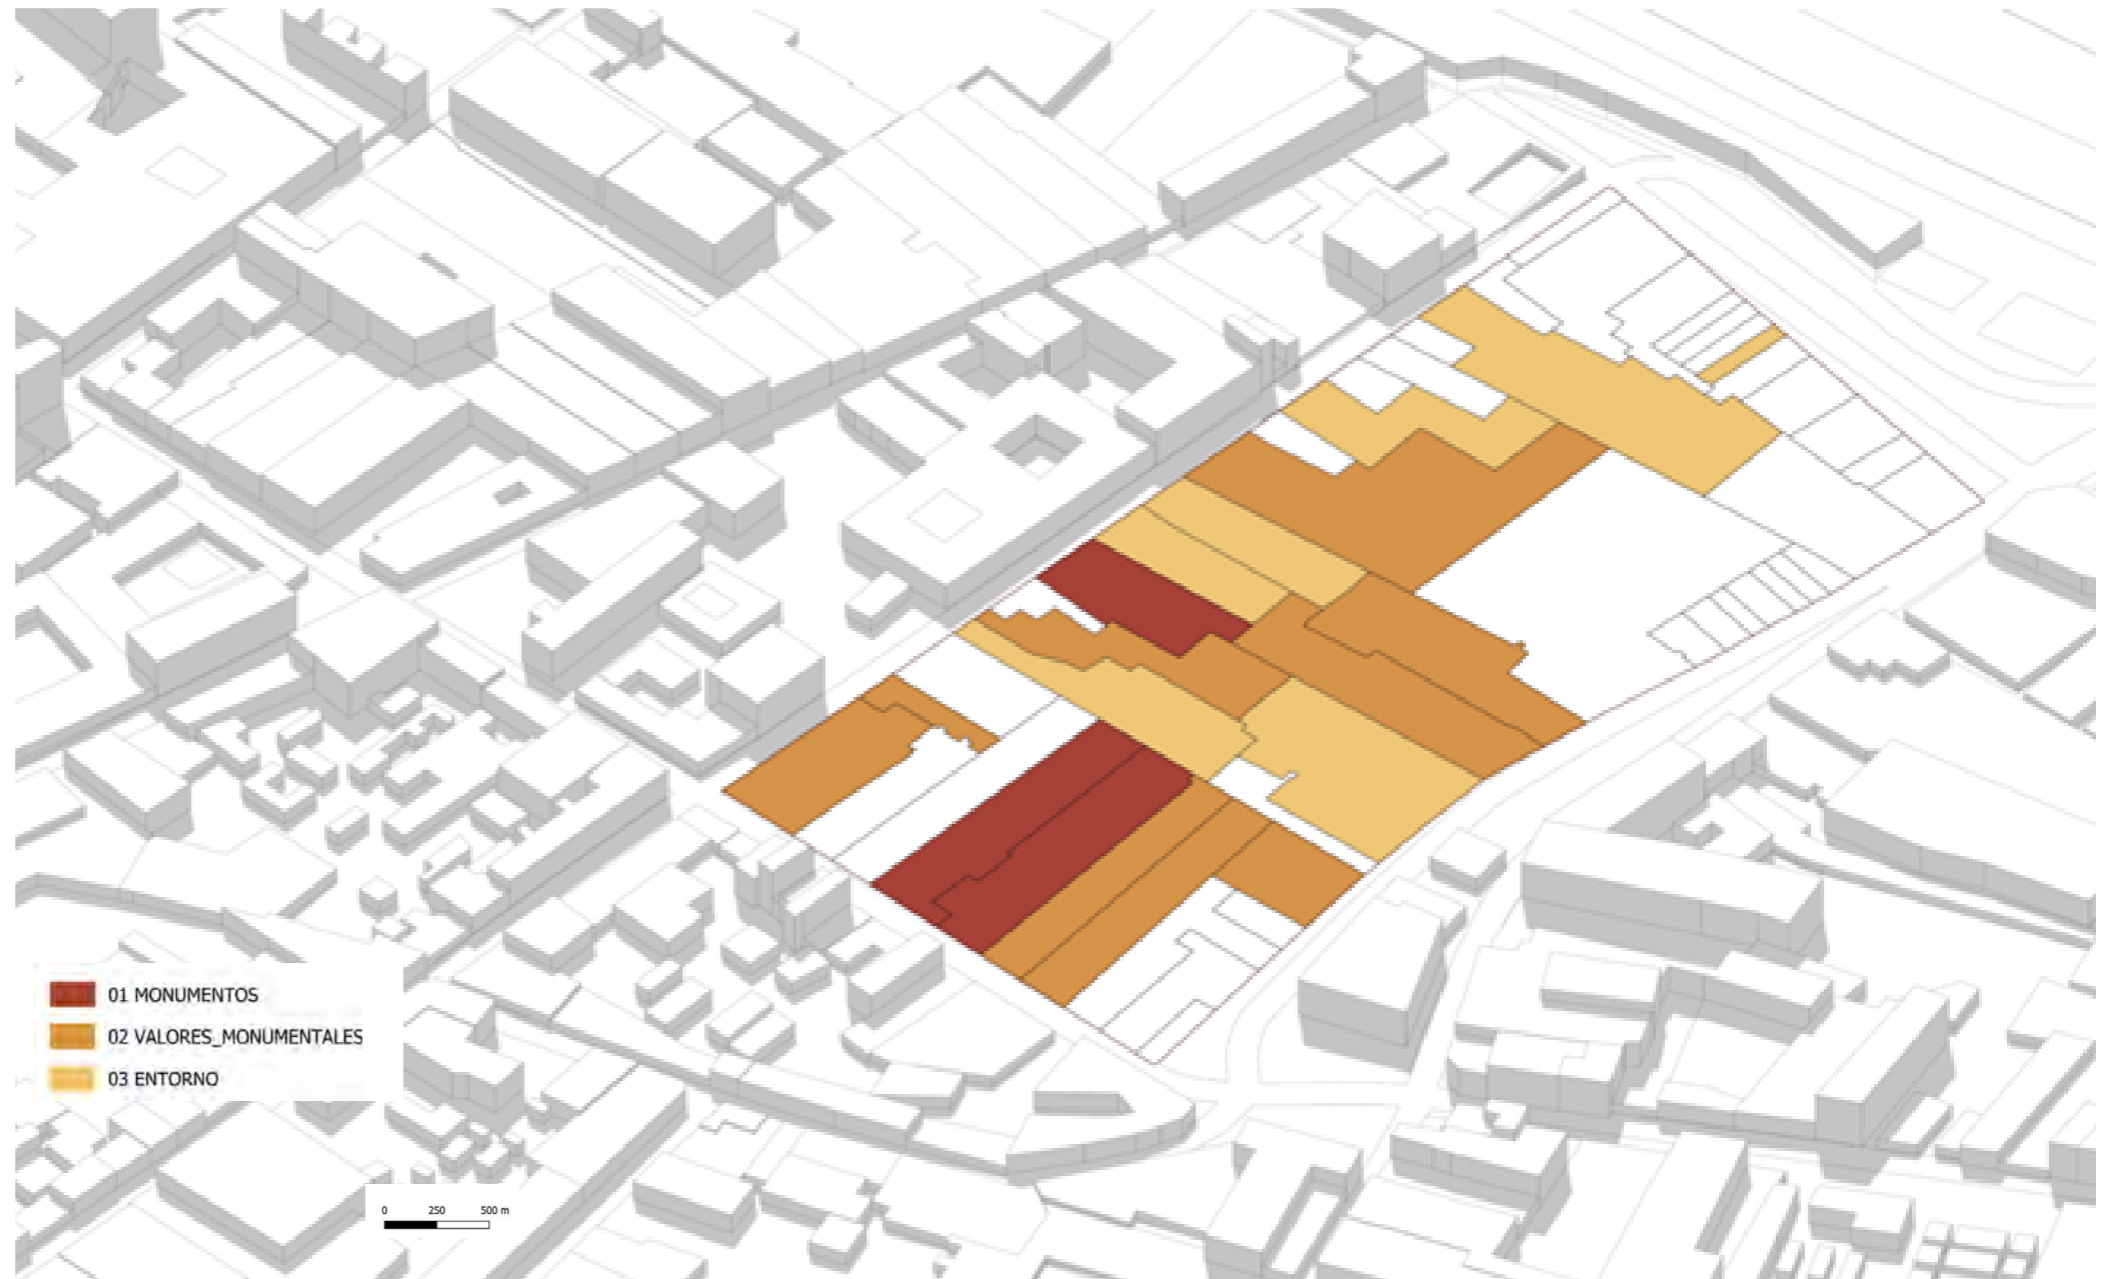 01 MONUMENTOS
02 VALORES_MONUMENTALES
03 ENTORNO
0 250 500 m